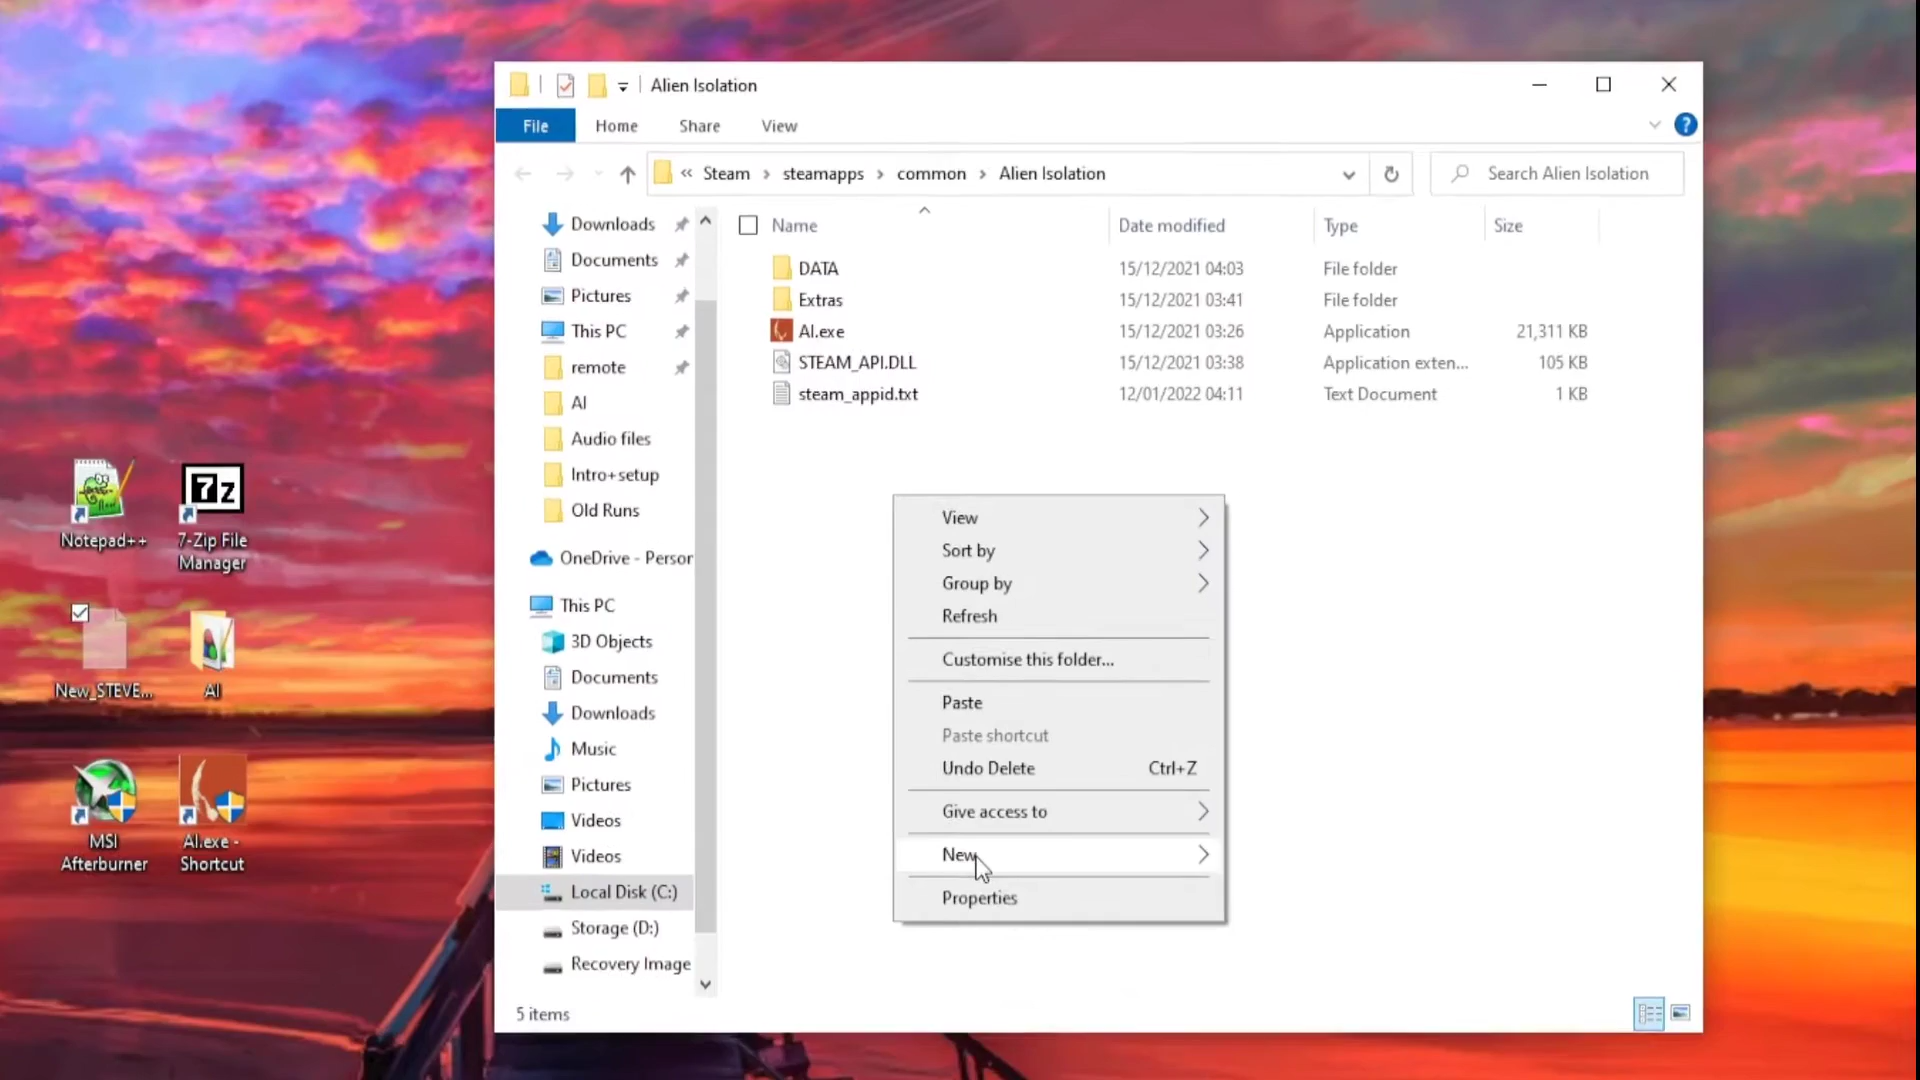 Alien Isolation
File Home Share View
« Steam > steamapps > common > Alien Isolation
Search Alien Isolation
Name Date modified Type Size
DATA 15/12/2021 04:03 File folder
Extras 15/12/2021 03:41 File folder
AI.exe 15/12/2021 03:26 Application 21,311 KB
STEAM_API.DLL 15/12/2021 03:38 Application exten... 105 KB
steam_appid.txt 12/01/2022 04:11 Text Document 1 KB
Downloads
Documents
Pictures
This PC
remote
AI
Audio files
Intro+setup
Old Runs
OneDrive - Person
This PC
3D Objects
Documents
Downloads
Music
Pictures
Videos
Videos
Local Disk (C:)
Storage (D:)
Recovery Image
5 items
View
Sort by
Group by
Refresh
Customise this folder...
Paste
Paste shortcut
Undo Delete Ctrl+Z
Give access to
New
Properties
Notepad++
7z
7-Zip File
Manager
New_STEVE...
AI
MSI
Afterburner
AI.exe -
Shortcut